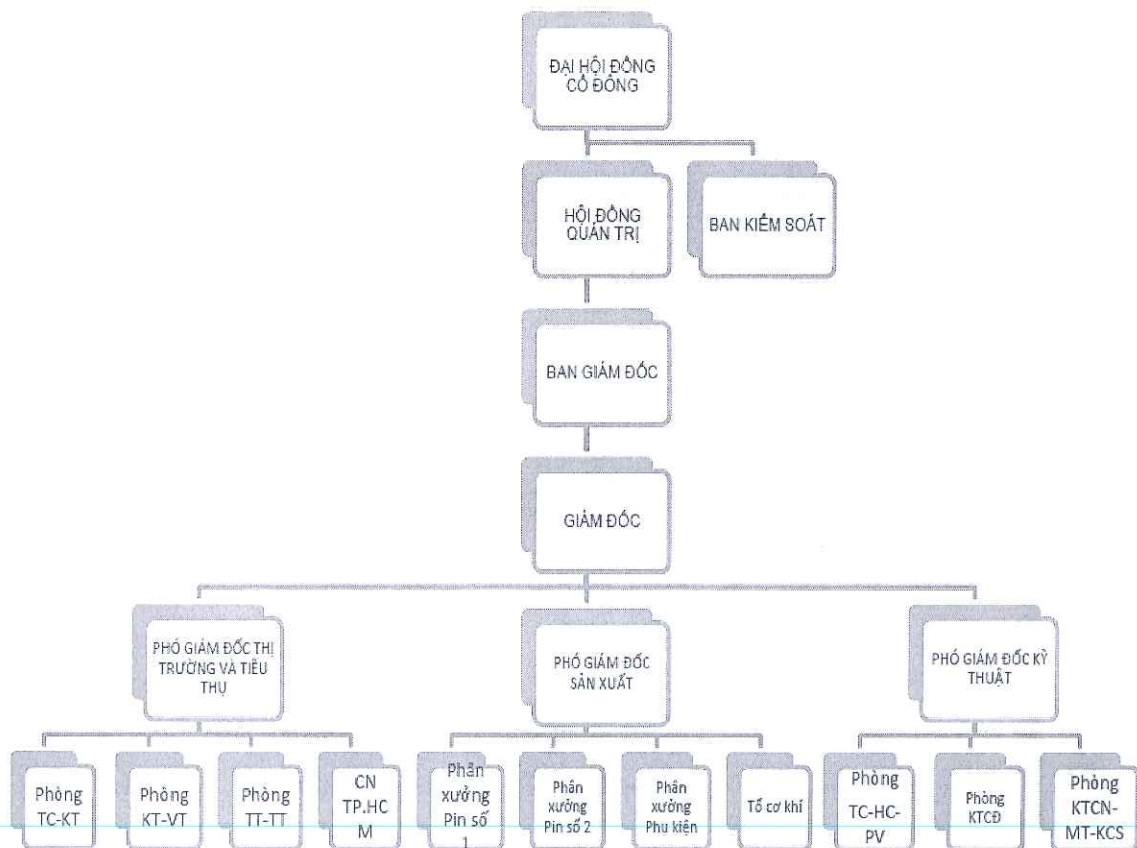 ĐẠI HỘI ĐỒNG
CỔ ĐÔNG
HỘI ĐỒNG
QUẢN TRỊ
BAN KIỂM SOÁT
BAN GIÁM ĐỐC
GIÁM ĐỐC
PHÓ GIÁM ĐỐC THỊ
TRƯỜNG VÀ TIÊU
THỤ
PHÓ GIÁM ĐỐC
SẢN XUẤT
PHÓ GIÁM ĐỐC KỸ
THUẬT
Phòng
TC-KT
Phòng
KT-VT
Phòng
TT-TT
CN
TP.HC
M
Phân
xưởng
Pin số
1
Phân
xưởng
Pin số 2
Phân
xưởng
Phu kiện
Tổ cơ khí
Phòng
TC-HC-
PV
Phòng
KTCĐ
Phòng
KTCN-
MT-KCS